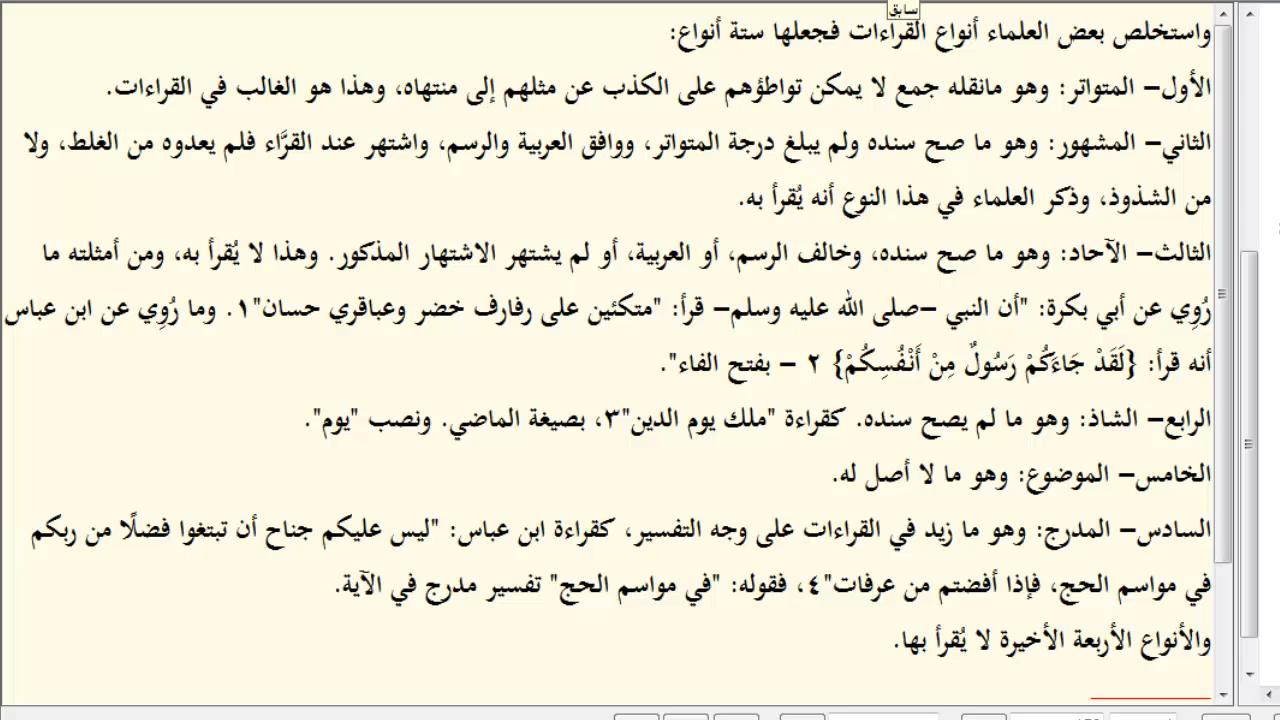 سابق
واستخلص بعض العلماء أنواع القراءات فجعلها ستة أنواع:
الأول- المتواتر: وهو مانقله جمع لا يمكن تواطؤهم على الكذب عن مثلهم إلى منتهاه، وهذا هو الغالب في القراءات.
الثاني- المشهور: وهو ما صح سنده ولم يبلغ درجة المتواتر، ووافق العربية والرسم، واشتهر عند القرَّاء فلم يعدوه من الغلط، ولا
من الشذوذ، وذكر العلماء في هذا النوع أنه يُقرأ به.
الثالث- الآحاد: وهو ما صح سنده، وخالف الرسم، أو العربية، أو لم يشتهر الاشتهار المذكور. وهذا لا يُقرأ به، ومن أمثلته ما
رُوِي عن أبي بكرة: "أن النبي -صلى الله عليه وسلم- قرأ: "متكئين على رفارف خضر وعباقري حسان"١. وما رُوِي عن ابن عباس
أنه قرأ: {لَقَدْ جَاءَكُمْ رَسُولٌ مِنْ أَنْفُسِكُمْ} ٢ - بفتح الفاء".
الرابع- الشاذ: وهو ما لم يصح سنده. كقراءة "ملك يوم الدين"٣، بصيغة الماضي. ونصب "يوم".
الخامس- الموضوع: وهو ما لا أصل له.
السادس- المدرج: وهو ما زيد في القراءات على وجه التفسير، كقراءة ابن عباس: "ليس عليكم جناح أن تبتغوا فضلًا من ربكم
في مواسم الحج، فإذا أفضتم من عرفات"٤، فقوله: "في مواسم الحج" تفسير مدرج في الآية.
والأنواع الأربعة الأخيرة لا يُقرأ بها.